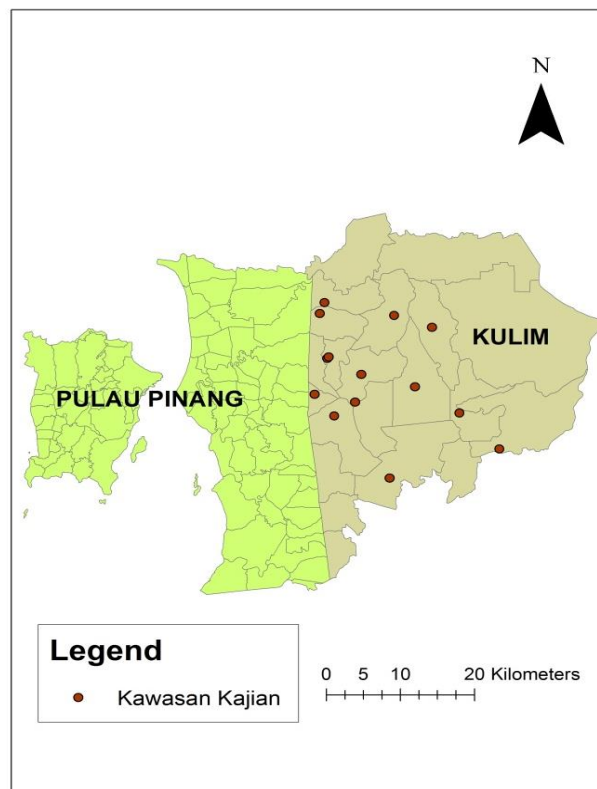 N
KULIM
PULAU PINANG
Legend
Kawasan Kajian
0 5 10 20 Kilometers